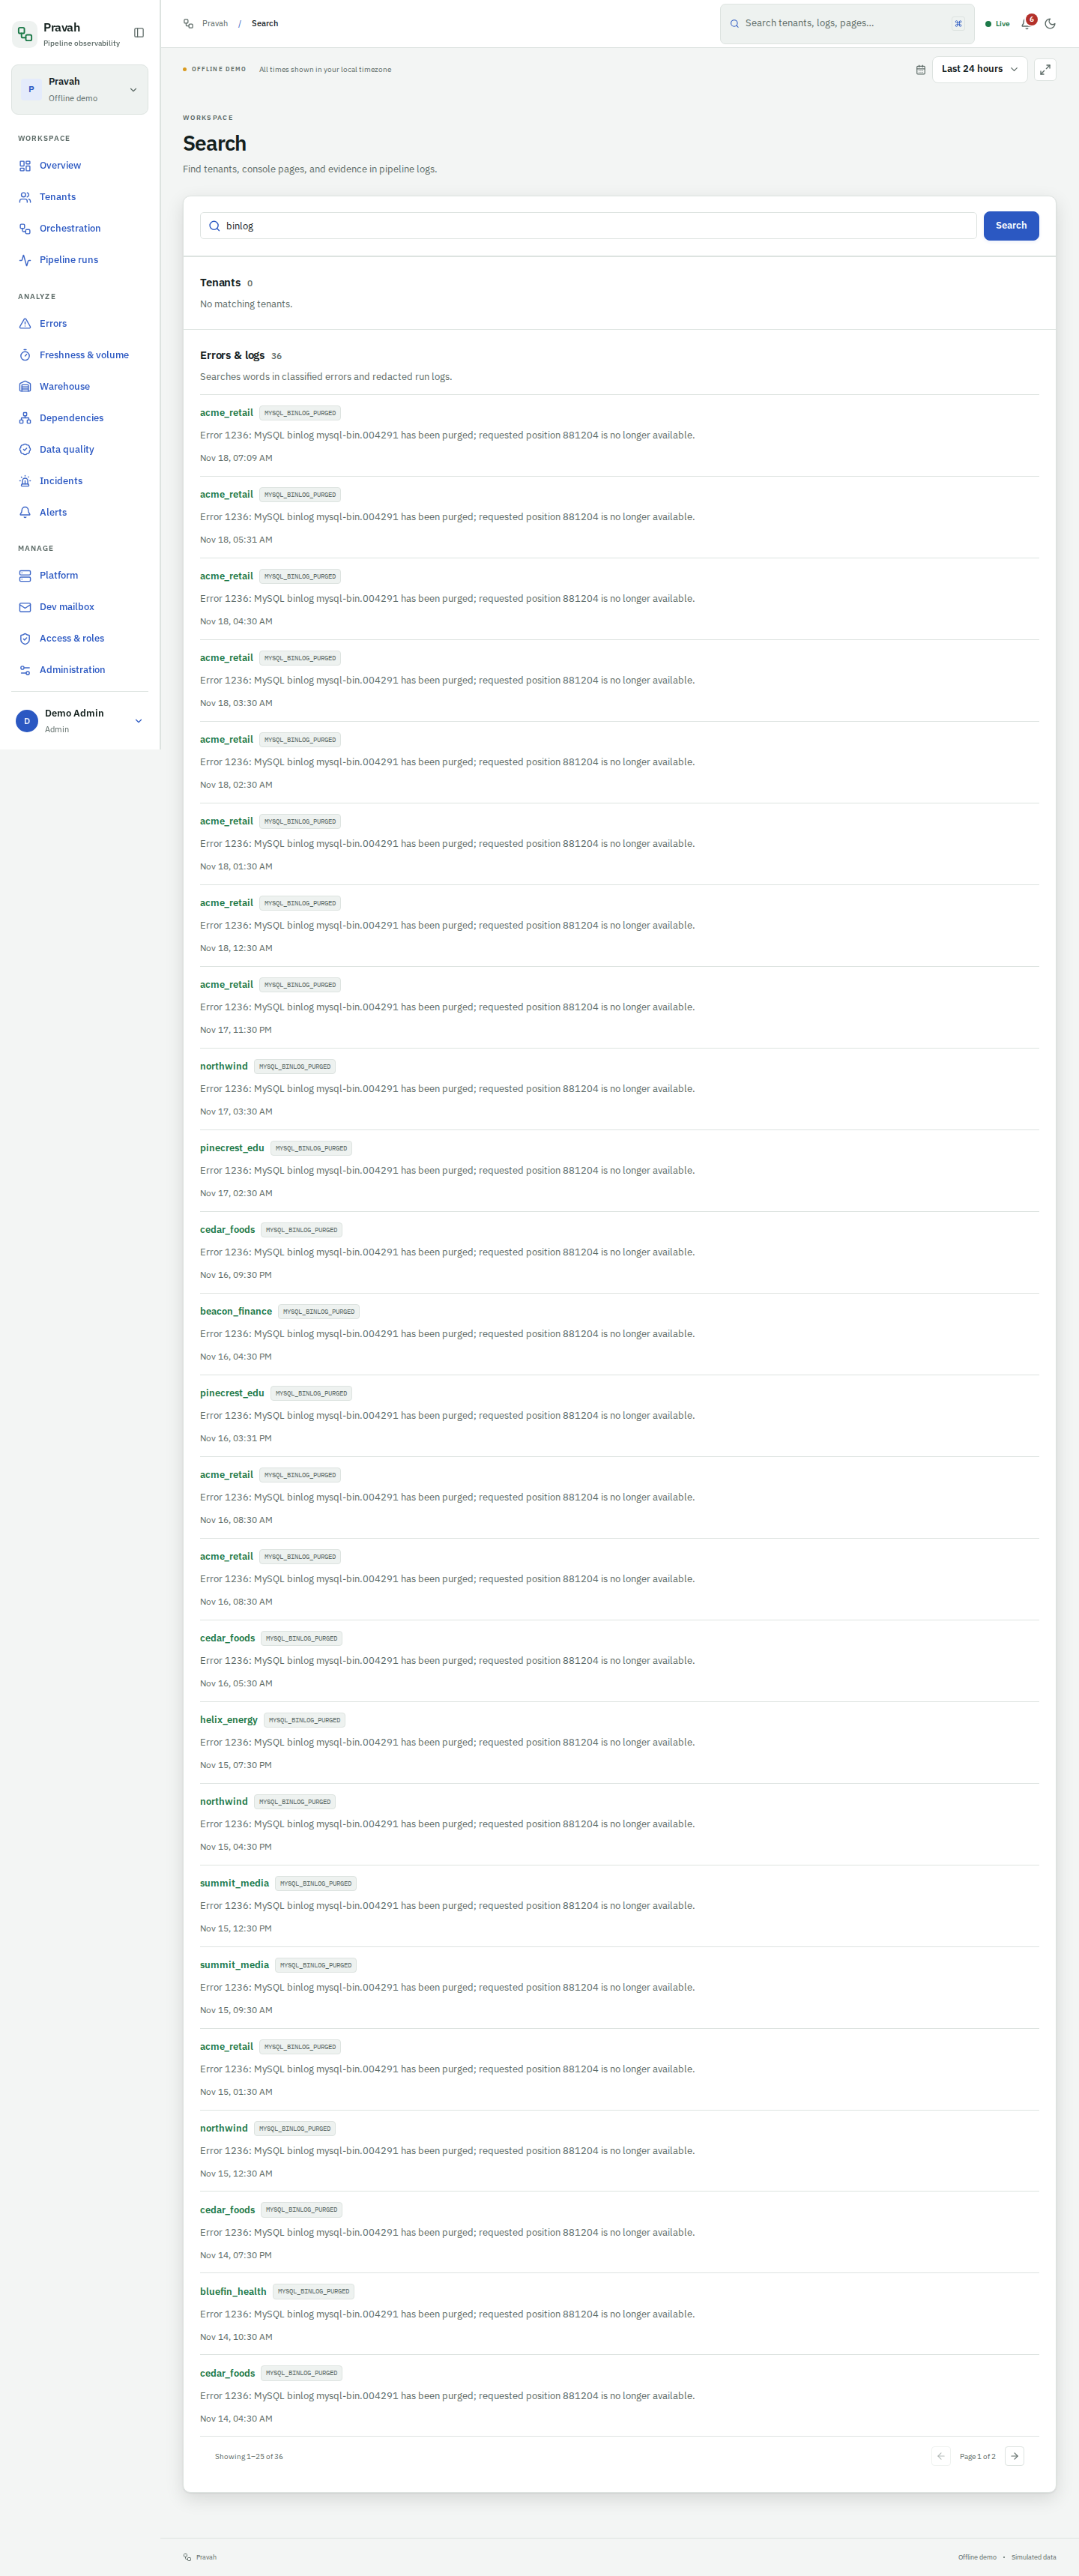 Pravah
Pipeline observability
P
Pravah
Offline demo
WORKSPACE
Overview
Tenants
Orchestration
Pipeline runs
ANALYZE
Errors
Freshness & volume
Warehouse
Dependencies
Data quality
Incidents
Alerts
MANAGE
Platform
Dev mailbox
Access & roles
Administration
D
Demo Admin
Admin
Pravah / Search
Search tenants, logs, pages...
⌘
Live
6
OFFLINE DEMO All times shown in your local timezone
Last 24 hours
WORKSPACE
Search
Find tenants, console pages, and evidence in pipeline logs.
binlog
Search
Tenants 0
No matching tenants.
Errors & logs 36
Searches words in classified errors and redacted run logs.
acme_retail MYSQL_BINLOG_PURGED
Error 1236: MySQL binlog mysql-bin.004291 has been purged; requested position 881204 is no longer available.
Nov 18, 07:09 AM
acme_retail MYSQL_BINLOG_PURGED
Error 1236: MySQL binlog mysql-bin.004291 has been purged; requested position 881204 is no longer available.
Nov 18, 05:31 AM
acme_retail MYSQL_BINLOG_PURGED
Error 1236: MySQL binlog mysql-bin.004291 has been purged; requested position 881204 is no longer available.
Nov 18, 04:30 AM
acme_retail MYSQL_BINLOG_PURGED
Error 1236: MySQL binlog mysql-bin.004291 has been purged; requested position 881204 is no longer available.
Nov 18, 03:30 AM
acme_retail MYSQL_BINLOG_PURGED
Error 1236: MySQL binlog mysql-bin.004291 has been purged; requested position 881204 is no longer available.
Nov 18, 02:30 AM
acme_retail MYSQL_BINLOG_PURGED
Error 1236: MySQL binlog mysql-bin.004291 has been purged; requested position 881204 is no longer available.
Nov 18, 01:30 AM
acme_retail MYSQL_BINLOG_PURGED
Error 1236: MySQL binlog mysql-bin.004291 has been purged; requested position 881204 is no longer available.
Nov 18, 12:30 AM
acme_retail MYSQL_BINLOG_PURGED
Error 1236: MySQL binlog mysql-bin.004291 has been purged; requested position 881204 is no longer available.
Nov 17, 11:30 PM
northwind MYSQL_BINLOG_PURGED
Error 1236: MySQL binlog mysql-bin.004291 has been purged; requested position 881204 is no longer available.
Nov 17, 03:30 AM
pinecrest_edu MYSQL_BINLOG_PURGED
Error 1236: MySQL binlog mysql-bin.004291 has been purged; requested position 881204 is no longer available.
Nov 17, 02:30 AM
cedar_foods MYSQL_BINLOG_PURGED
Error 1236: MySQL binlog mysql-bin.004291 has been purged; requested position 881204 is no longer available.
Nov 16, 09:30 PM
beacon_finance MYSQL_BINLOG_PURGED
Error 1236: MySQL binlog mysql-bin.004291 has been purged; requested position 881204 is no longer available.
Nov 16, 04:30 PM
pinecrest_edu MYSQL_BINLOG_PURGED
Error 1236: MySQL binlog mysql-bin.004291 has been purged; requested position 881204 is no longer available.
Nov 16, 03:31 PM
acme_retail MYSQL_BINLOG_PURGED
Error 1236: MySQL binlog mysql-bin.004291 has been purged; requested position 881204 is no longer available.
Nov 16, 08:30 AM
acme_retail MYSQL_BINLOG_PURGED
Error 1236: MySQL binlog mysql-bin.004291 has been purged; requested position 881204 is no longer available.
Nov 16, 08:30 AM
cedar_foods MYSQL_BINLOG_PURGED
Error 1236: MySQL binlog mysql-bin.004291 has been purged; requested position 881204 is no longer available.
Nov 16, 05:30 AM
helix_energy MYSQL_BINLOG_PURGED
Error 1236: MySQL binlog mysql-bin.004291 has been purged; requested position 881204 is no longer available.
Nov 15, 07:30 PM
northwind MYSQL_BINLOG_PURGED
Error 1236: MySQL binlog mysql-bin.004291 has been purged; requested position 881204 is no longer available.
Nov 15, 04:30 PM
summit_media MYSQL_BINLOG_PURGED
Error 1236: MySQL binlog mysql-bin.004291 has been purged; requested position 881204 is no longer available.
Nov 15, 12:30 PM
summit_media MYSQL_BINLOG_PURGED
Error 1236: MySQL binlog mysql-bin.004291 has been purged; requested position 881204 is no longer available.
Nov 15, 09:30 AM
acme_retail MYSQL_BINLOG_PURGED
Error 1236: MySQL binlog mysql-bin.004291 has been purged; requested position 881204 is no longer available.
Nov 15, 01:30 AM
northwind MYSQL_BINLOG_PURGED
Error 1236: MySQL binlog mysql-bin.004291 has been purged; requested position 881204 is no longer available.
Nov 15, 12:30 AM
cedar_foods MYSQL_BINLOG_PURGED
Error 1236: MySQL binlog mysql-bin.004291 has been purged; requested position 881204 is no longer available.
Nov 14, 07:30 PM
bluefin_health MYSQL_BINLOG_PURGED
Error 1236: MySQL binlog mysql-bin.004291 has been purged; requested position 881204 is no longer available.
Nov 14, 10:30 AM
cedar_foods MYSQL_BINLOG_PURGED
Error 1236: MySQL binlog mysql-bin.004291 has been purged; requested position 881204 is no longer available.
Nov 14, 04:30 AM
Showing 1–25 of 36
Page 1 of 2
Pravah
Offline demo • Simulated data